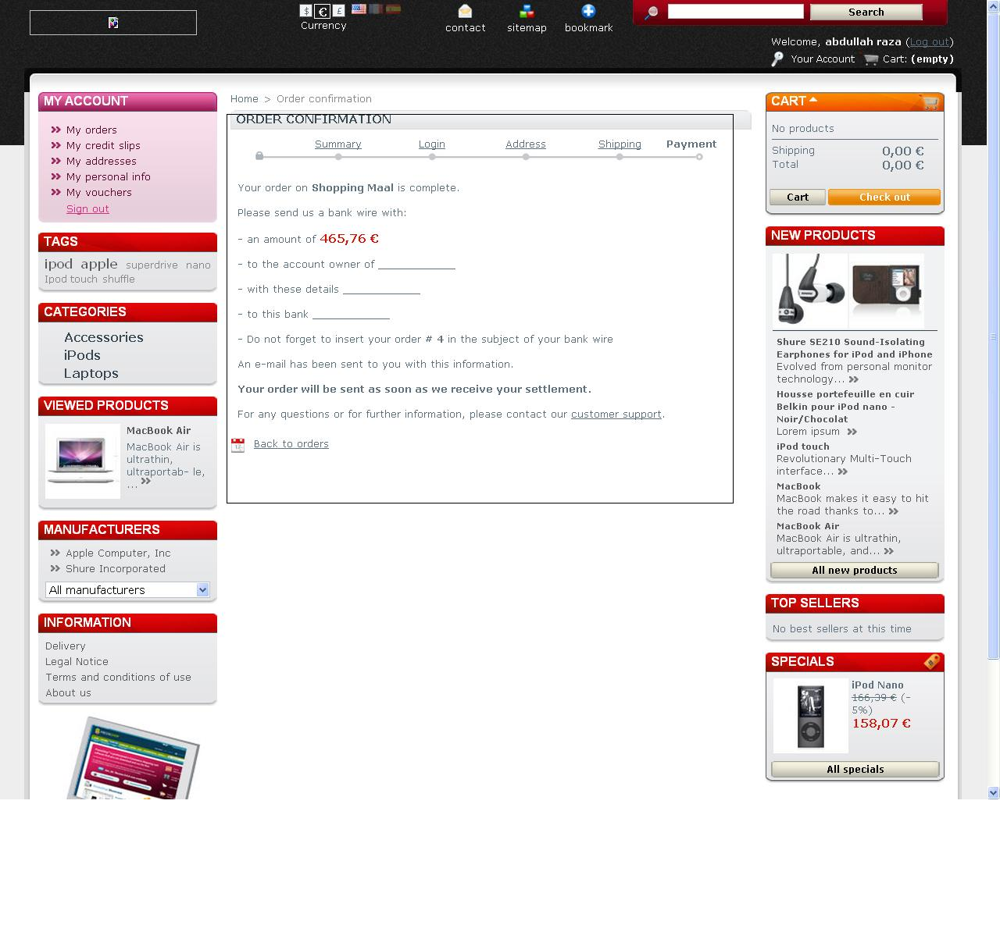 $ € £
Currency
contact
sitemap
bookmark
Search
Welcome, abdullah raza (Log out)
Your Account
Cart: (empty)
MY ACCOUNT
My orders
My credit slips
My addresses
My personal info
My vouchers
Sign out
TAGS
ipod apple superdrive nano
Ipod touch shuffle
CATEGORIES
Accessories
iPods
Laptops
VIEWED PRODUCTS
MacBook Air
MacBook Air is
ultrathin,
ultraportab- le,
...
MANUFACTURERS
Apple Computer, Inc
Shure Incorporated
All manufacturers
INFORMATION
Delivery
Legal Notice
Terms and conditions of use
About us
Home > Order confirmation
ORDER CONFIRMATION
Summary
Login
Address
Shipping
Payment
Your order on Shopping Maal is complete.
Please send us a bank wire with:
- an amount of 465,76 €
- to the account owner of ___________
- with these details ___________
- to this bank ___________
- Do not forget to insert your order # 4 in the subject of your bank wire
An e-mail has been sent to you with this information.
Your order will be sent as soon as we receive your settlement.
For any questions or for further information, please contact our customer support.
Back to orders
CART
No products
Shipping 0,00 €
Total 0,00 €
Cart
Check out
NEW PRODUCTS
Shure SE210 Sound-Isolating
Earphones for iPod and iPhone
Evolved from personal monitor
technology...
Housse portefeuille en cuir
Belkin pour iPod nano -
Noir/Chocolat
Lorem ipsum
iPod touch
Revolutionary Multi-Touch
interface...
MacBook
MacBook makes it easy to hit
the road thanks to...
MacBook Air
MacBook Air is ultrathin,
ultraportable, and...
All new products
TOP SELLERS
No best sellers at this time
SPECIALS
iPod Nano
166,39 € (-
5%)
158,07 €
All specials